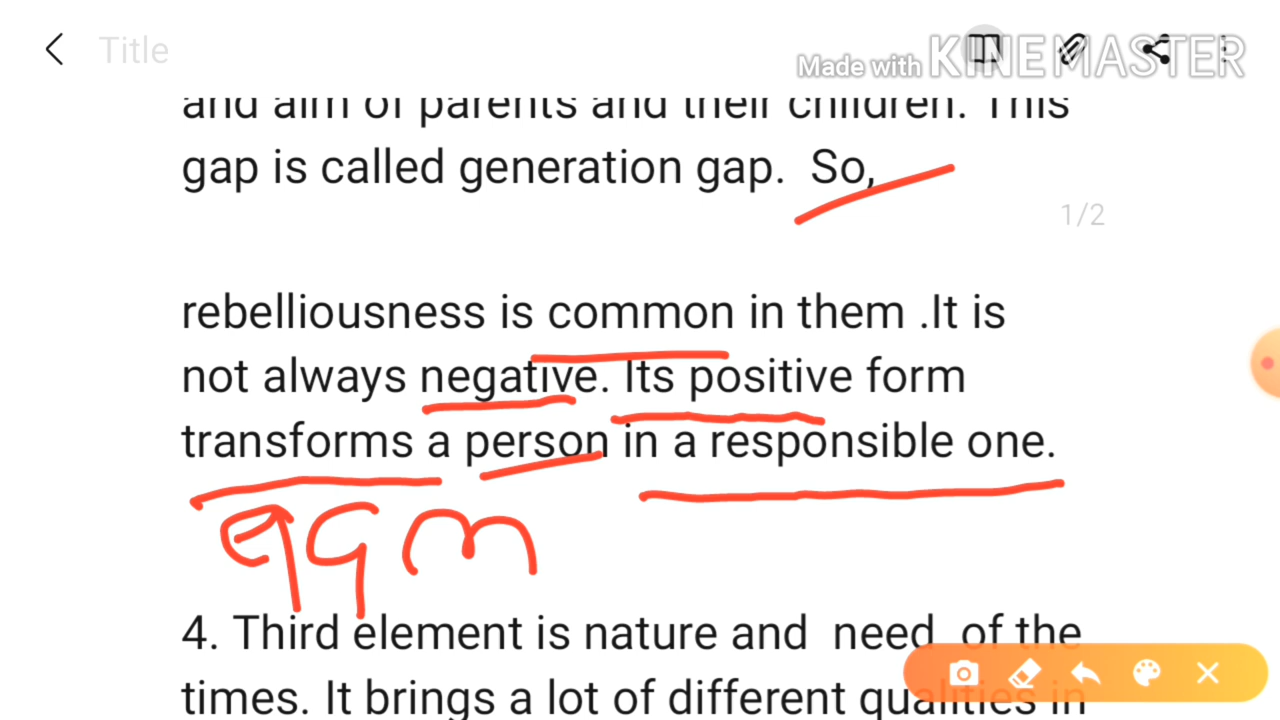 Title
Made with KINEMASTER
and aim of parents and their children. This
gap is called generation gap. So,
1/2
rebelliousness is common in them .It is
not always negative. Its positive form
transforms a person in a responsible one.
4. Third element is nature and need of the
times. It brings a lot of different qualities in